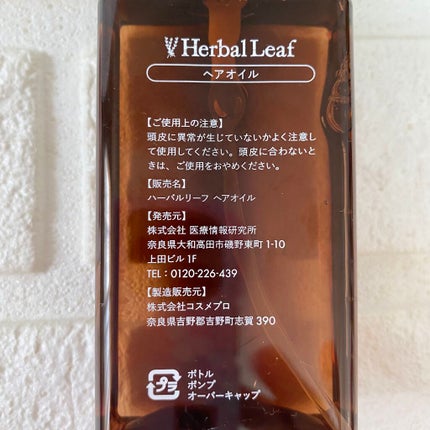 Herbal Leaf
ヘアオイル
【ご使用上の注意】
頭皮に異常が生じていないかよく注意し
て使用してください。頭皮に合わないと
きは、ご使用をおやめください。
【販売名】
ハーバルリーフ ヘアオイル
【発売元】
株式会社 医療情報研究所
奈良県大和高田市磯野東町 1-10
上田ビル 1F
TEL：0120-226-439
【製造販売元】
株式会社コスメプロ
奈良県吉野郡吉野町志賀 390
プラ
ボトル
ポンプ
オーバーキャップ